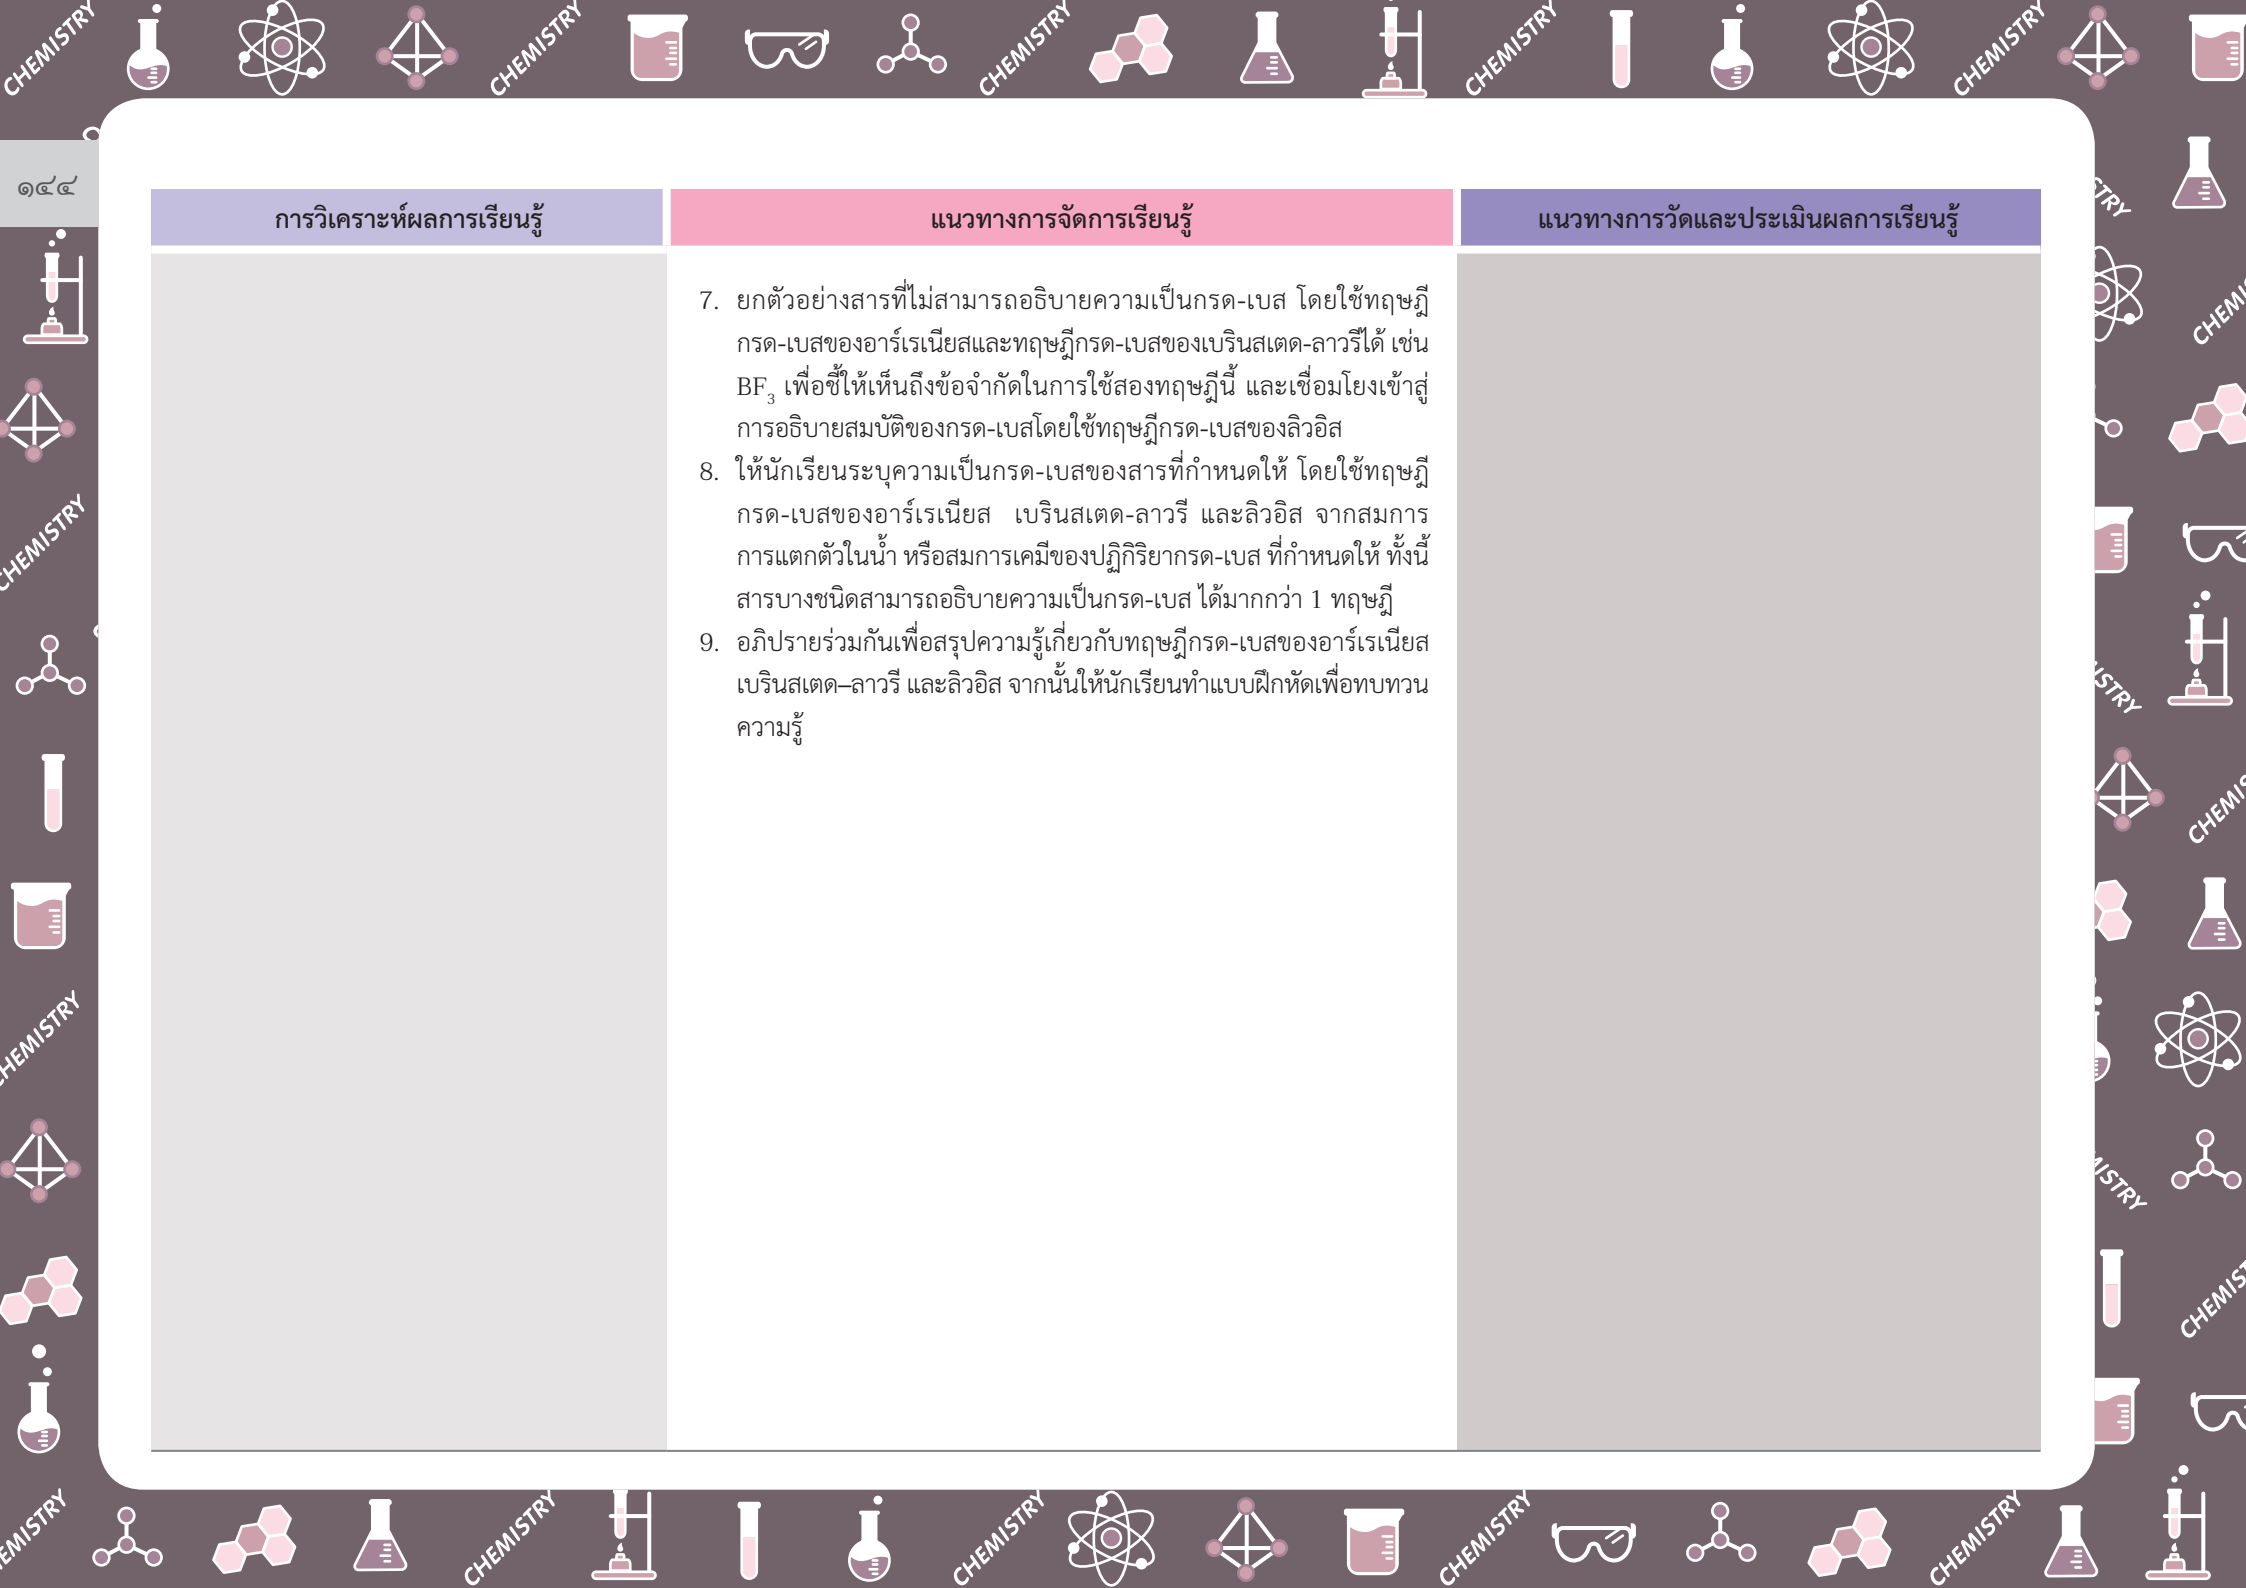 CHEMISTRY CHEMISTRY CHEMISTRY CHEMISTRY CHEMISTRY
๑๔๔
การวิเคราะห์ผลการเรียนรู้ แนวทางการจัดการเรียนรู้ แนวทางการวัดและประเมินผลการเรียนรู้
7. ยกตัวอย่างสารที่ไม่สามารถอธิบายความเป็นกรด-เบส โดยใช้ทฤษฎี
กรด-เบสของอาร์เรเนียสและทฤษฎีกรด-เบสของเบรินสเตด-ลาวรีได้ เช่น
BF₃ เพื่อชี้ให้เห็นถึงข้อจำกัดในการใช้สองทฤษฎีนี้ และเชื่อมโยงเข้าสู่
การอธิบายสมบัติของกรด-เบสโดยใช้ทฤษฎีกรด-เบสของลิวอิส
8. ให้นักเรียนระบุความเป็นกรด-เบสของสารที่กำหนดให้ โดยใช้ทฤษฎี
กรด-เบสของอาร์เรเนียส เบรินสเตด-ลาวรี และลิวอิส จากสมการ
การแตกตัวในน้ำ หรือสมการเคมีของปฏิกิริยากรด-เบส ที่กำหนดให้ ทั้งนี้
สารบางชนิดสามารถอธิบายความเป็นกรด-เบส ได้มากกว่า 1 ทฤษฎี
9. อภิปรายร่วมกันเพื่อสรุปความรู้เกี่ยวกับทฤษฎีกรด-เบสของอาร์เรเนียส
เบรินสเตด–ลาวรี และลิวอิส จากนั้นให้นักเรียนทำแบบฝึกหัดเพื่อทบทวน
ความรู้
CHEMISTRY CHEMISTRY CHEMISTRY CHEMISTRY